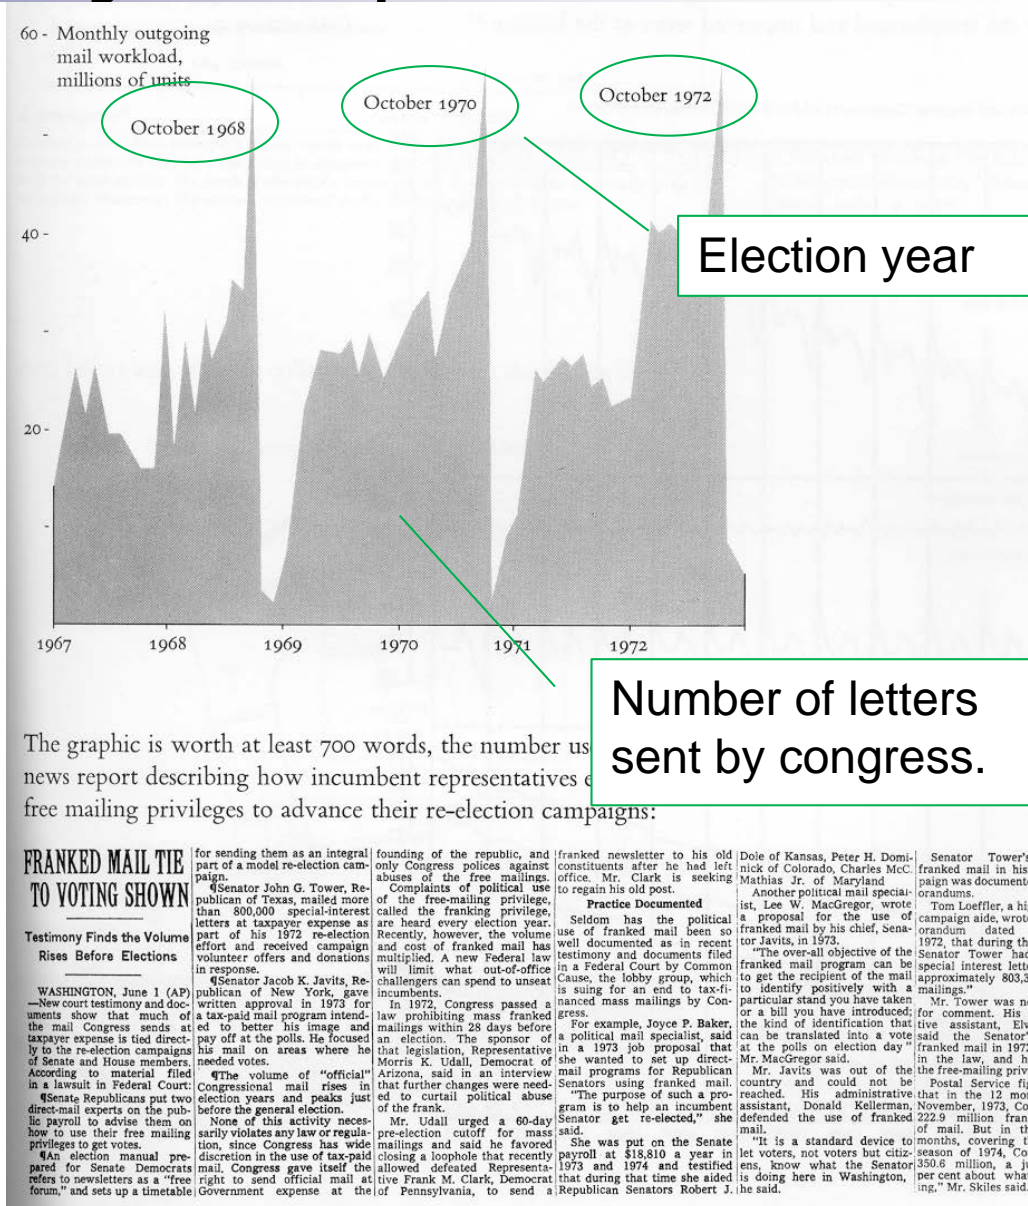 60 - Monthly outgoing
mail workload,
millions of units
October 1968
October 1970
October 1972
40 -
Election year
20 -
1967
1968
1969
1970
1971
1972
Number of letters
sent by congress.
The graphic is worth at least 700 words, the number
news report describing how incumbent representatives
free mailing privileges to advance their re-election campaigns:
FRANKED MAIL TIE
TO VOTING SHOWN
Testimony Finds the Volume
Rises Before Elections
WASHINGTON, June 1 (AP)
—New court testimony and doc-
uments show that much of
the mail Congress sends at
taxpayer expense is tied direct-
ly to the re-election campaigns
of Senate and House members.
According to material filed
in a lawsuit in Federal Court:
¶Senate Republicans put two
direct-mail experts on the pub-
lic payroll to advise them on
how to use their free mailing
privileges to get votes.
¶An election manual pre-
pared for Senate Democrats
refers to newsletters as a "free
forum," and sets up a timetable
for sending them as an integral
part of a model re-election cam-
paign.
¶Senator John G. Tower, Re-
publican of Texas, mailed more
than 800,000 special-interest
letters at taxpayer expense as
part of his 1972 re-election
effort and received campaign
volunteer offers and donations
in response.
¶Senator Jacob K. Javits, Re-
publican of New York, gave
written approval in 1973 for
a tax-paid mail program intend-
ed to better his image and
pay off at the polls. He focused
his mail on areas where he
needed votes.
¶The volume of "official"
Congressional mail rises in
election years and peaks just
before the general election.
None of this activity neces-
sarily violates any law or regula-
tion, since Congress has wide
discretion in the use of tax-paid
mail. Congress gave itself the
right to send official mail at
Government expense at the
founding of the republic, and
only Congress polices against
abuses of the free mailings.
Complaints of political use
of the free-mailing privilege,
called the franking privilege,
are heard every election year.
Recently, however, the volume
and cost of franked mail has
multiplied. A new Federal law
will limit what out-of-office
challengers can spend to unseat
incumbents.
In 1972, Congress passed a
law prohibiting mass franked
mailings within 28 days before
an election. The sponsor of
that legislation, Representative
Morris K. Udall, Democrat of
Arizona, said in an interview
that further changes were need-
ed to curtail political abuse
of the frank.
Mr. Udall urged a 60-day
pre-election cutoff for mass
mailings and said he favored
closing a loophole that recently
allowed defeated Representa-
tive Frank M. Clark, Democrat
of Pennsylvania, to send a
franked newsletter to his old
constituents after he had left
office. Mr. Clark is seeking
to regain his old post.
Practice Documented
Seldom has the political
use of franked mail been so
well documented as in recent
testimony and documents filed
in a Federal Court by Common
Cause, the lobby group, which
is suing for an end to tax-fi-
nanced mass mailings by Con-
gress.
For example, Joyce P. Baker,
a political mail specialist, said
in a 1973 job proposal that
she wanted to set up direct-
mail programs for Republican
Senators using franked mail.
"The purpose of such a pro-
gram is to help an incumbent
Senator get re-elected," she
said.
She was put on the Senate
payroll at $18,810 a year in
1973 and 1974 and testified
that during that time she aided
Republican Senators Robert J.
Dole of Kansas, Peter H. Domi-
nick of Colorado, Charles McC.
Mathias Jr. of Maryland
Another political mail special-
ist, Lee W. MacGregor, wrote
a proposal for the use of
franked mail by his chief, Sena-
tor Javits, in 1973.
"The over-all objective of the
franked mail program can be
to get the recipient of the mail
to identify positively with a
particular stand you have taken
or a bill you have introduced;
the kind of identification that
can be translated into a vote
at the polls on election day"
Mr. MacGregor said.
Mr. Javits was out of the
country and could not be
reached. His administrative
assistant, Donald Kellerman,
defended the use of franked
mail.
"It is a standard device to
let voters, not voters but citiz-
ens, know what the Senator
is doing here in Washington,
he said.
Senator Tower's
franked mail in his
paign was document
orandums.
Tom Loeffler, a hi
campaign aide, wrot
orandum dated
1972, that during th
Senator Tower had
special interest lett
approximately 803,3
mailings."
Mr. Tower was n
for comment. His
tive assistant, Elv
said the Senator'
franked mail in 197
in the law, and
the free-mailing priv
Postal Service fig
that in the 12 mo
November, 1973, Co
222.9 million fran
of mail. But in th
months, covering t
season of 1974, Co
350.6 million, a ju
per cent about wha
ing," Mr. Skiles said.